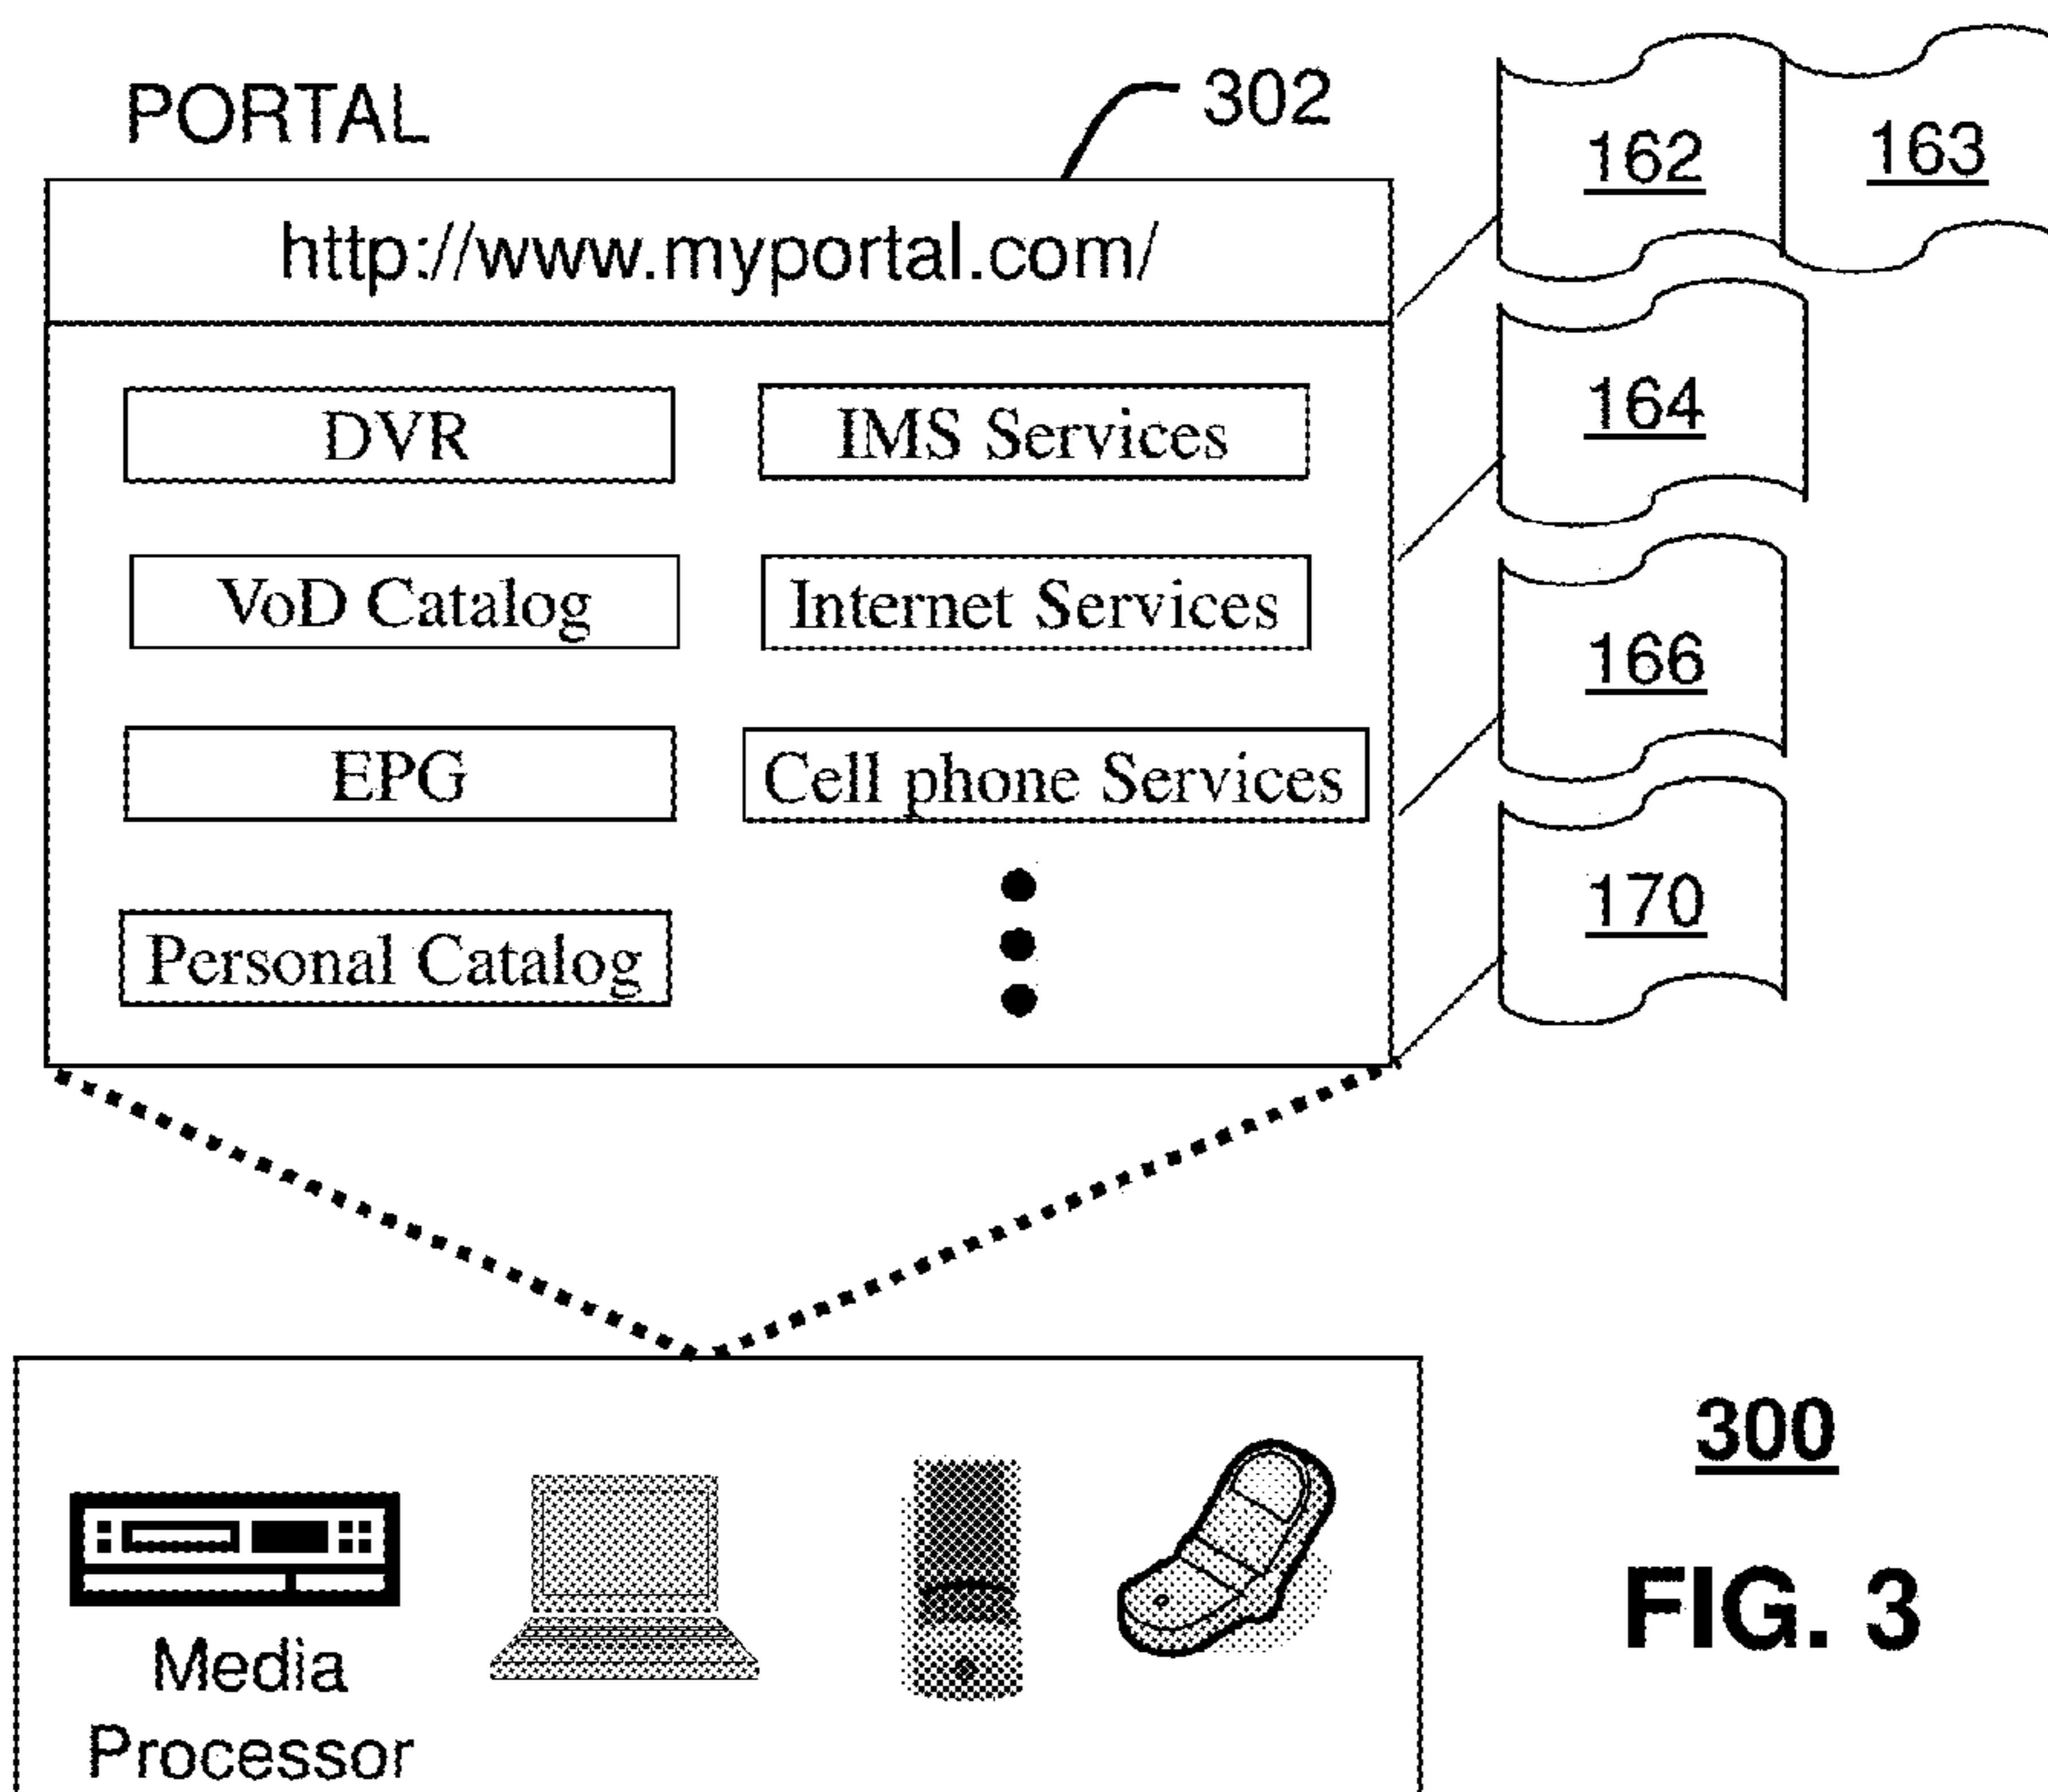 PORTAL
302
http://www.myportal.com/
DVR
IMS Services
VoD Catalog
Internet Services
EPG
Cell phone Services
Personal Catalog
162
163
164
166
170
Media
Processor
300
FIG. 3